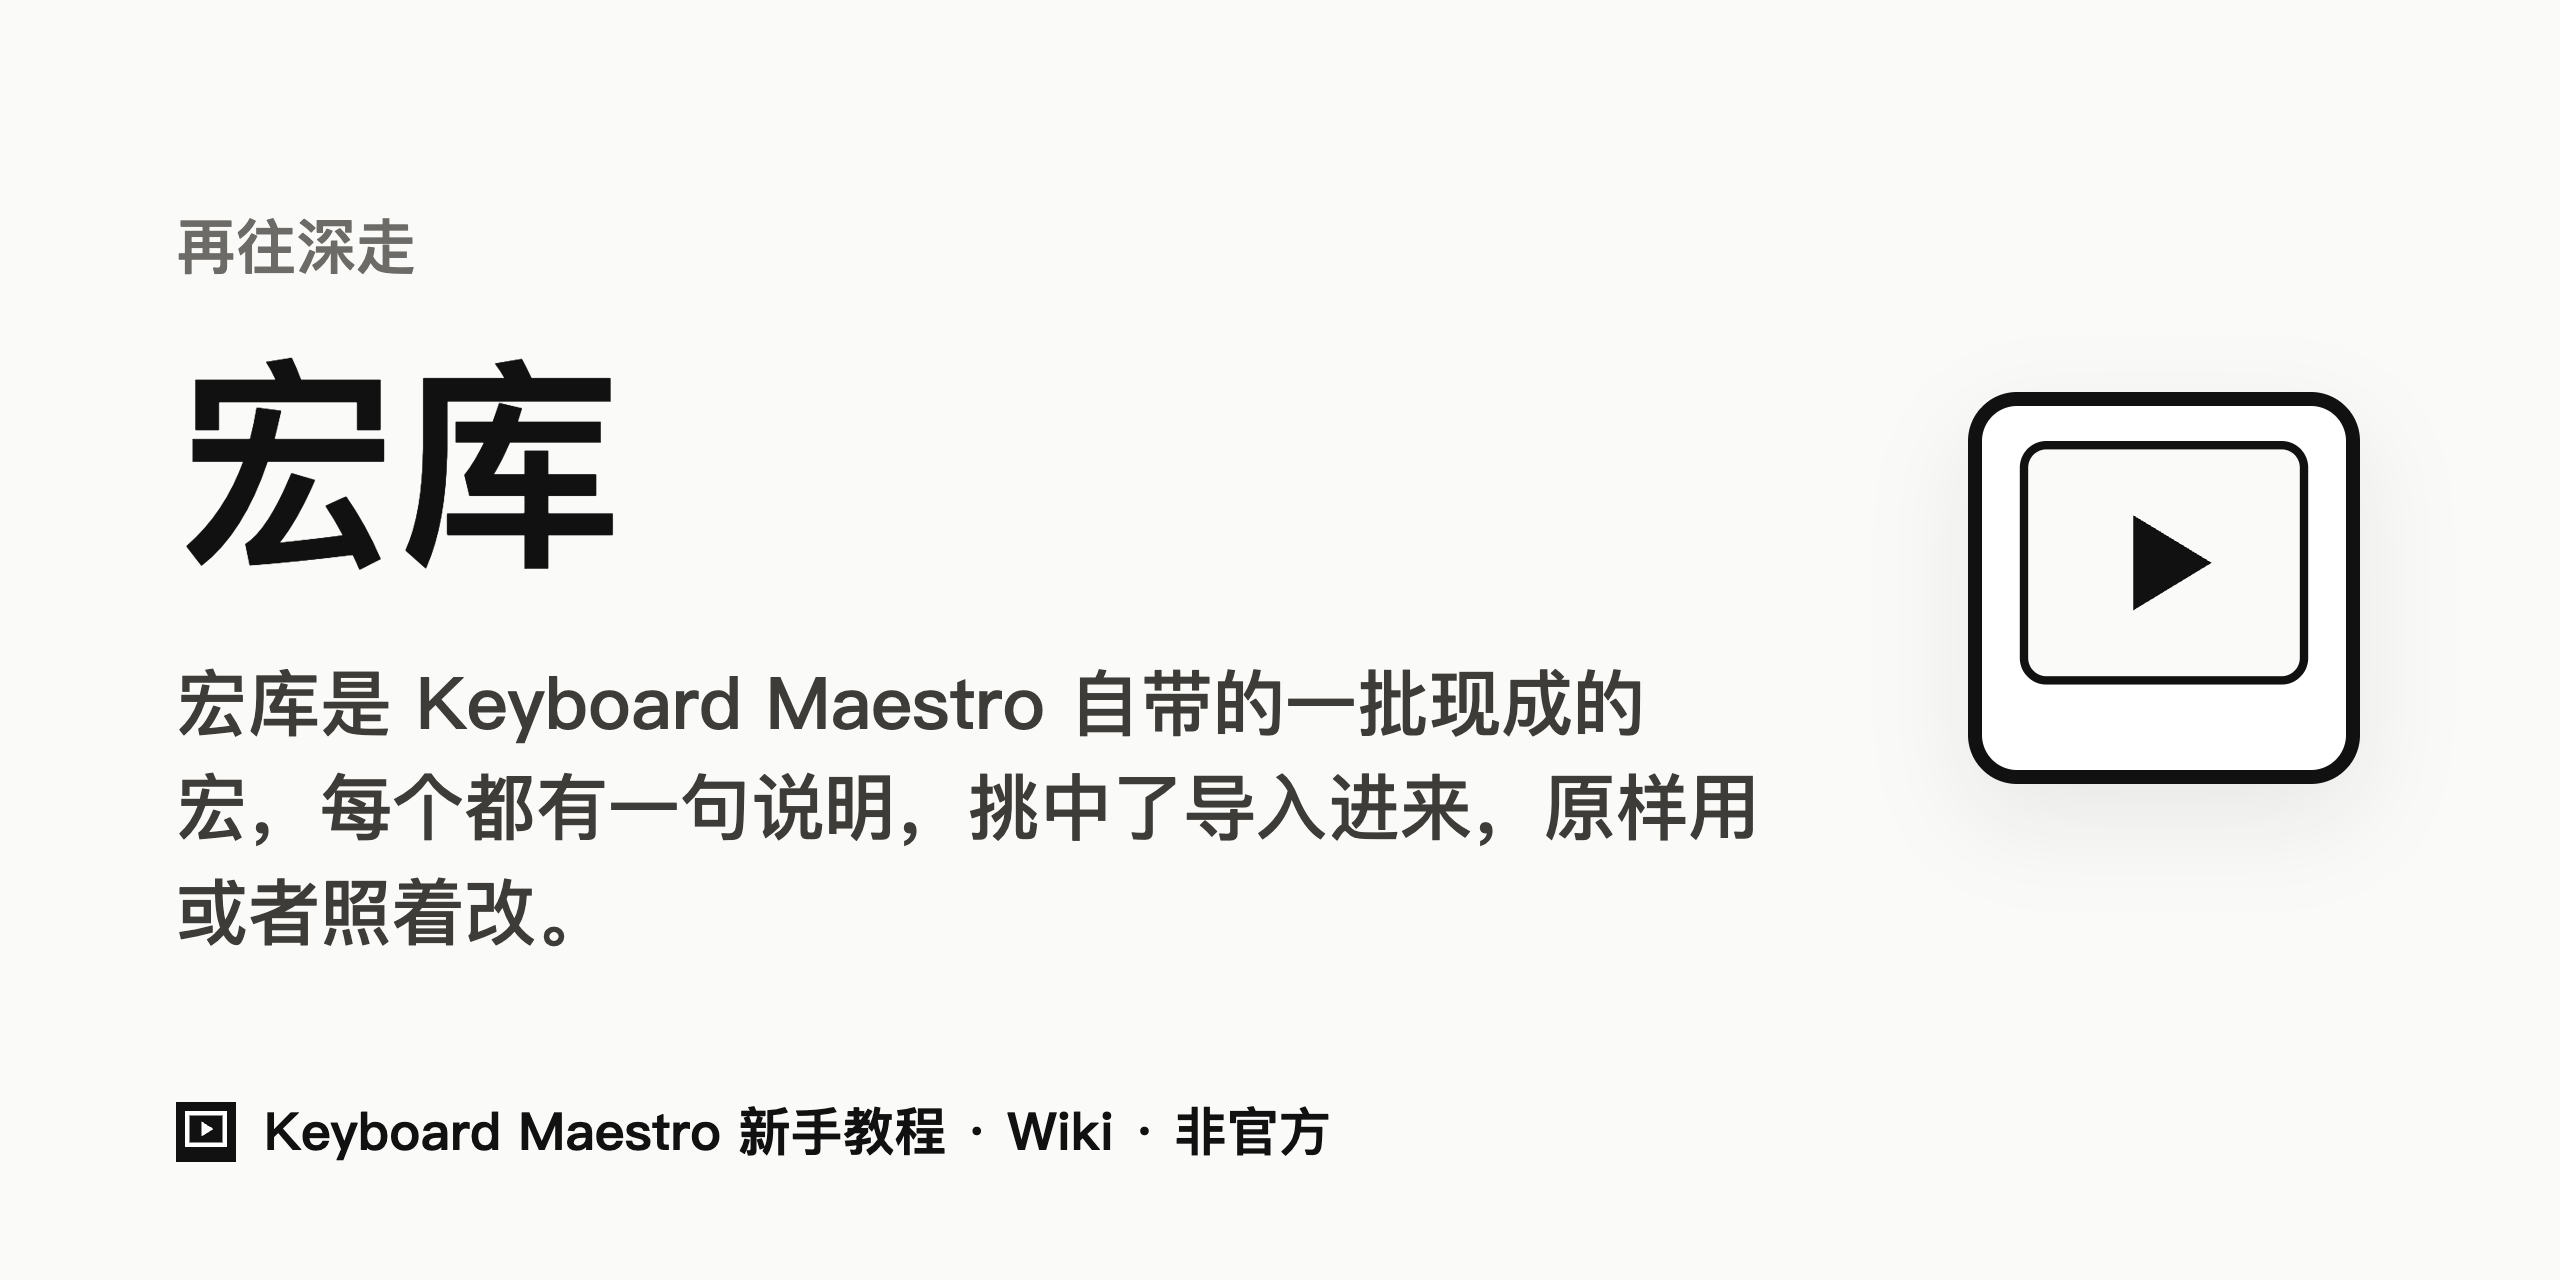 再往深走
宏库
宏库是 Keyboard Maestro 自带的一批现成的
宏，每个都有一句说明，挑中了导入进来，原样用
或者照着改。
Keyboard Maestro 新手教程 · Wiki · 非官方